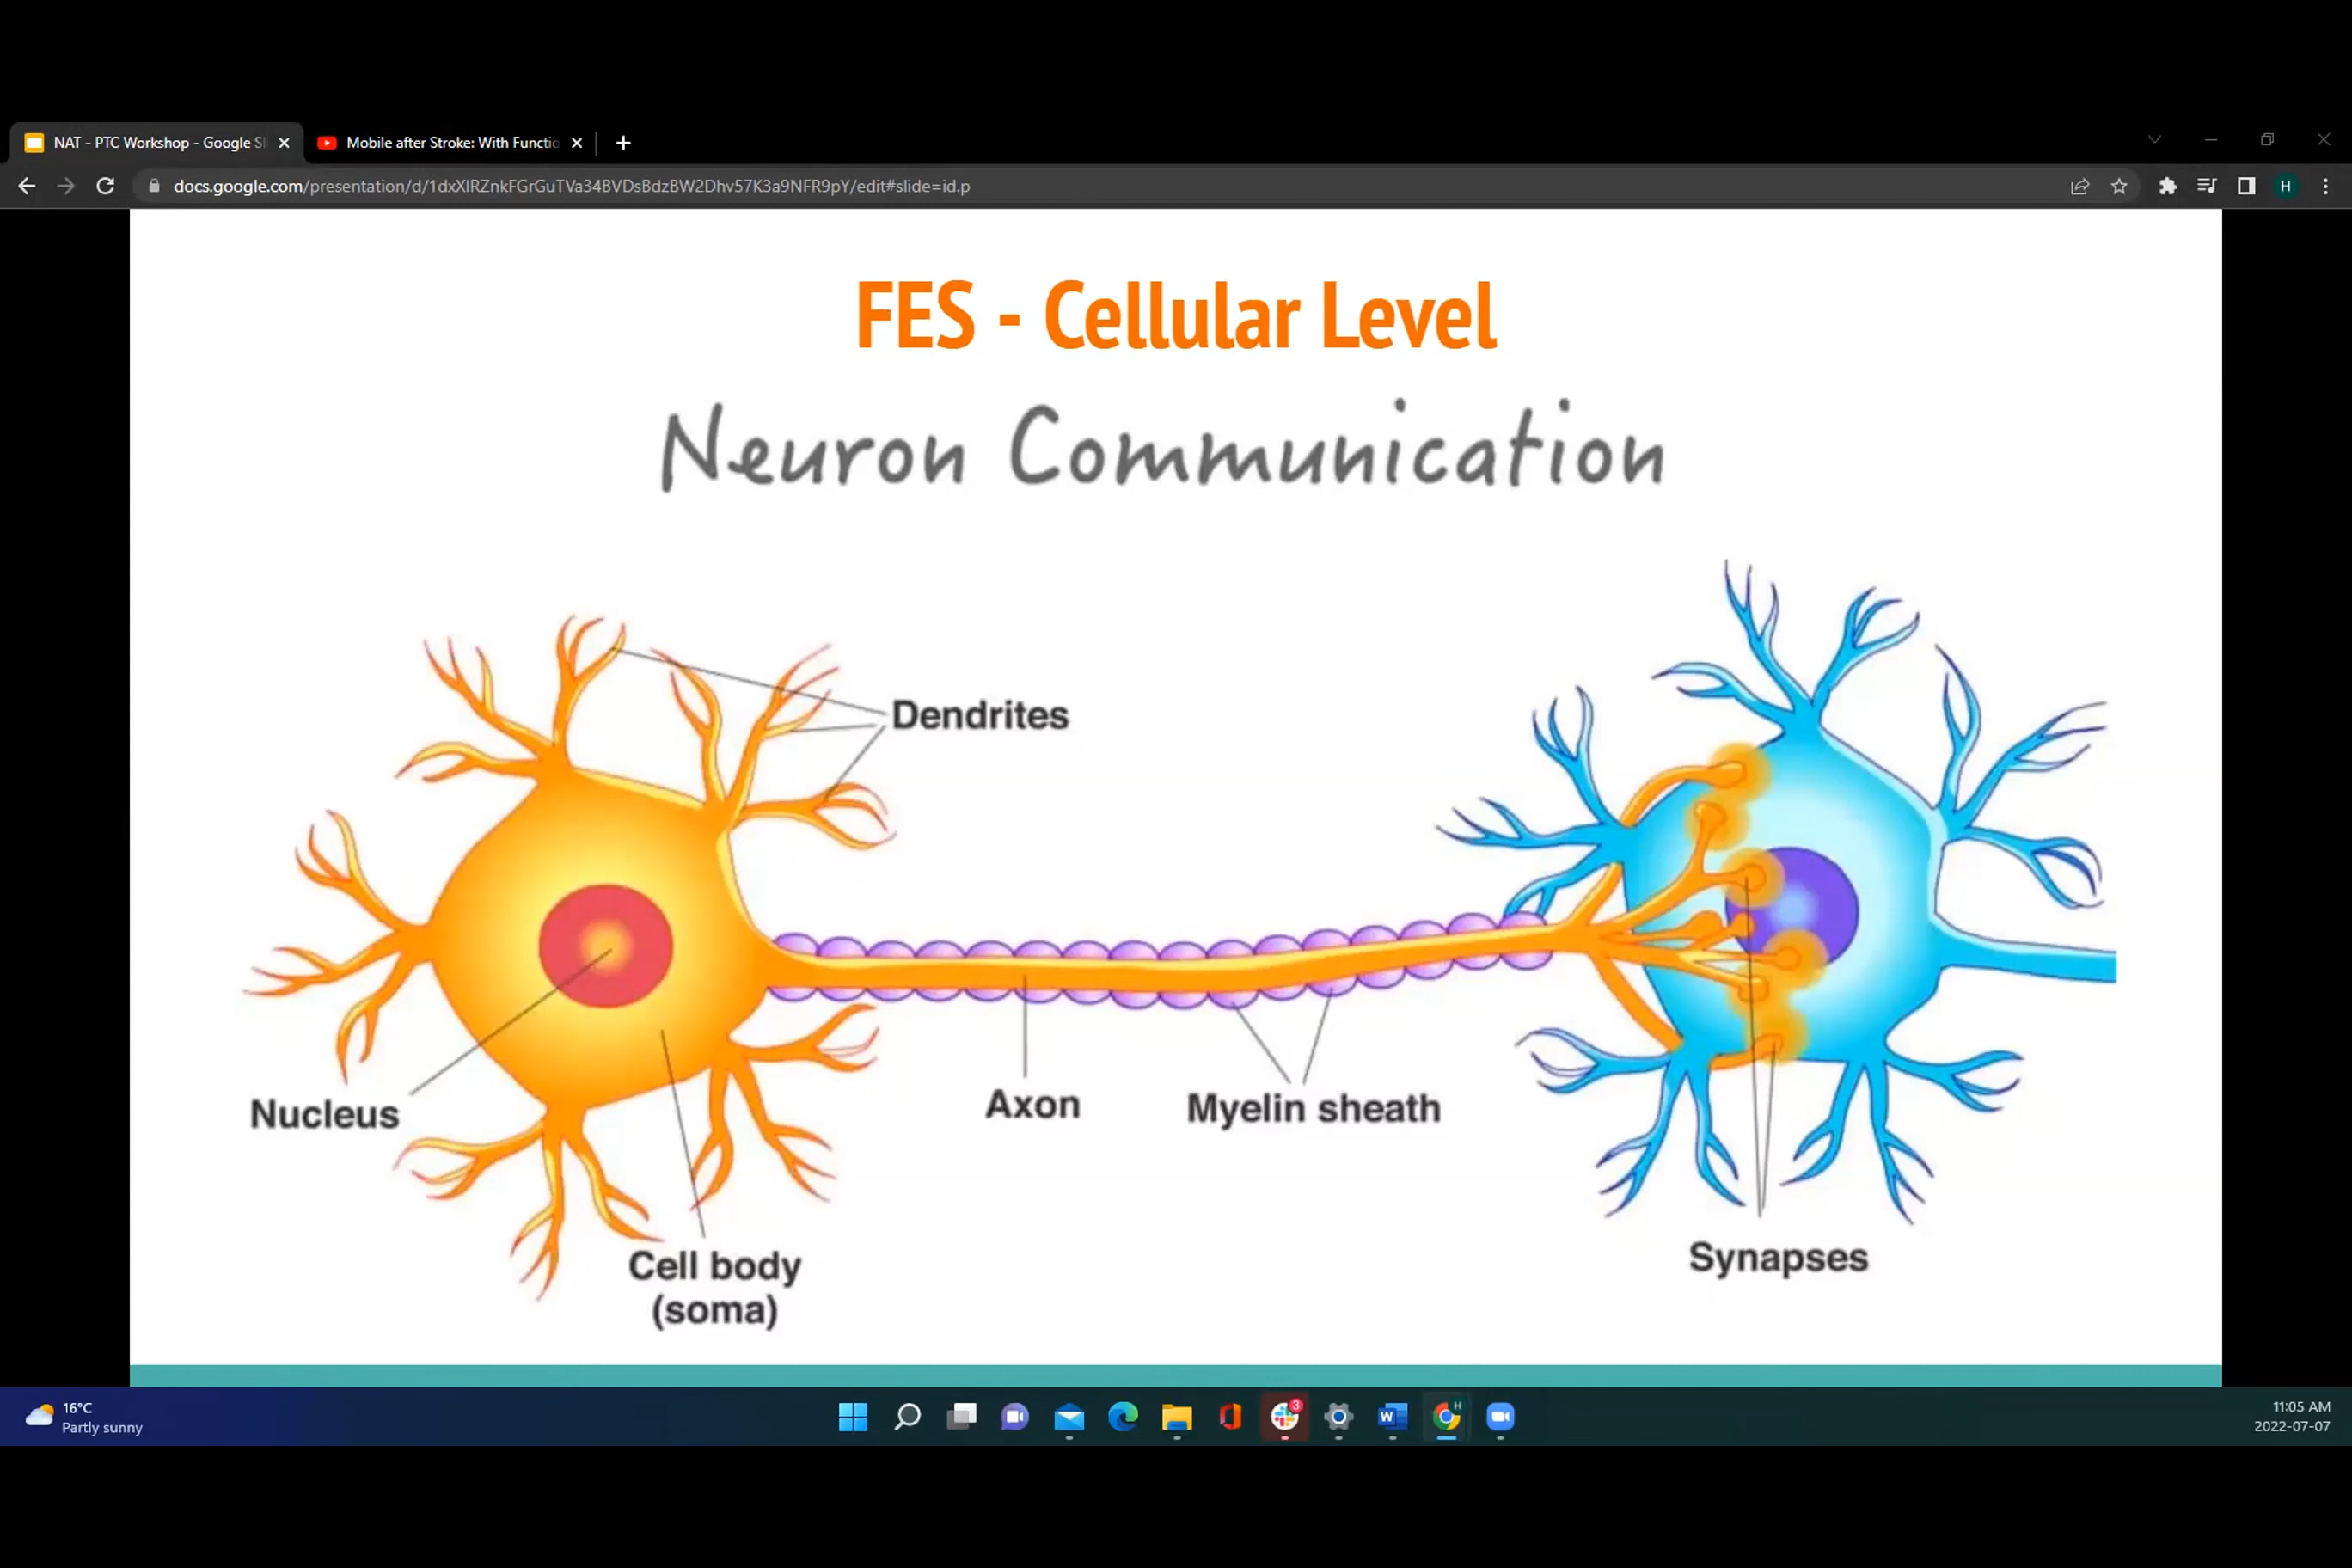 NAT - PTC Workshop - Google Sl
Mobile after Stroke: With Functio
docs.google.com/presentation/d/1dxXIRZnkFGrGuTVa34BVDsBdzBW2Dhv57K3a9NFR9pY/edit#slide=id.p
H
FES - Cellular Level
Neuron Communication
Dendrites
Nucleus
Axon
Myelin sheath
Cell body
(soma)
Synapses
16°C
Partly sunny
3
H
11:05 AM
2022-07-07